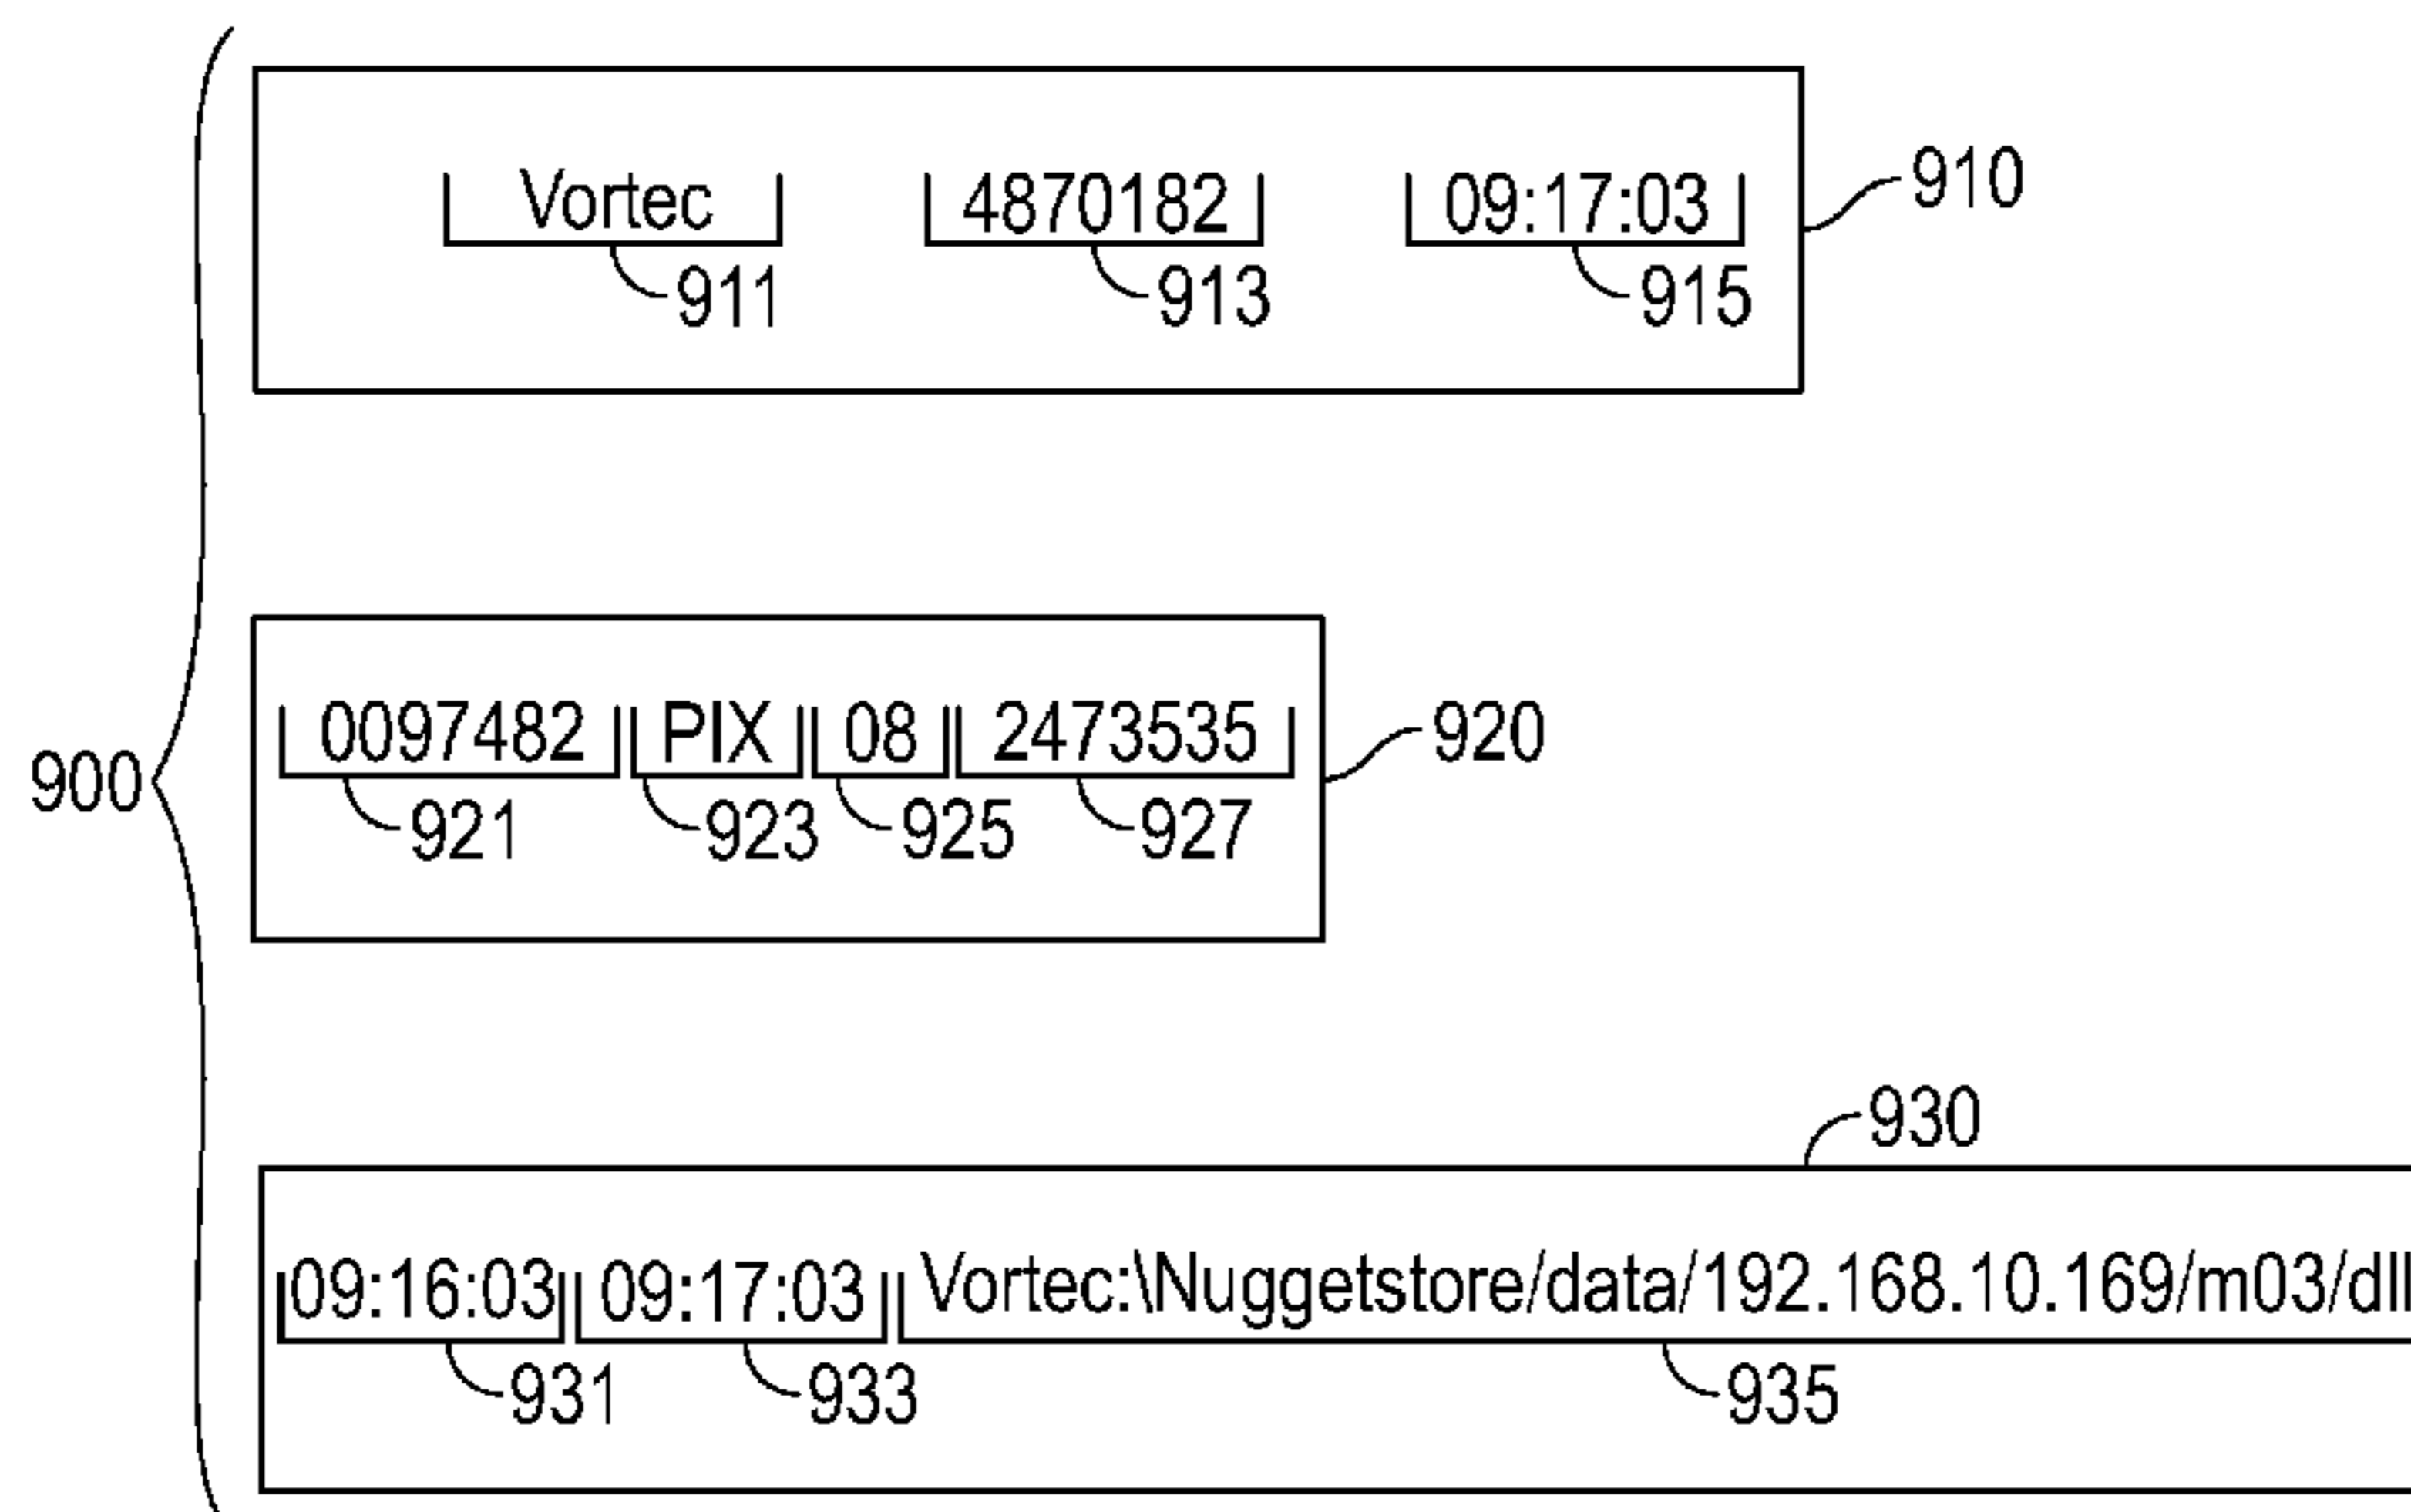 Vortec 4870182 09:17:03 910
911 913 915
0097482 PIX 08 2473535 920
900
921 923 925 927
930
09:16:03 09:17:03 Vortec:\Nuggetstore/data/192.168.10.169/m03/dll
931 933 935